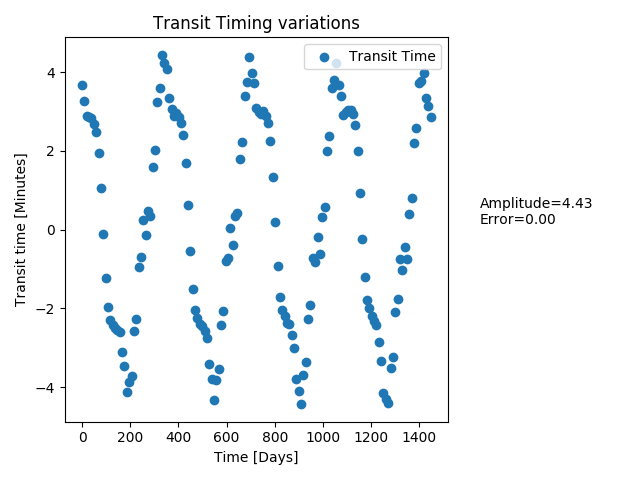 Transit Timing variations
Transit Time
Transit time [Minutes]
4
2
0
−2
−4
0 200 400 600 800 1000 1200 1400
Time [Days]
Amplitude=4.43
Error=0.00